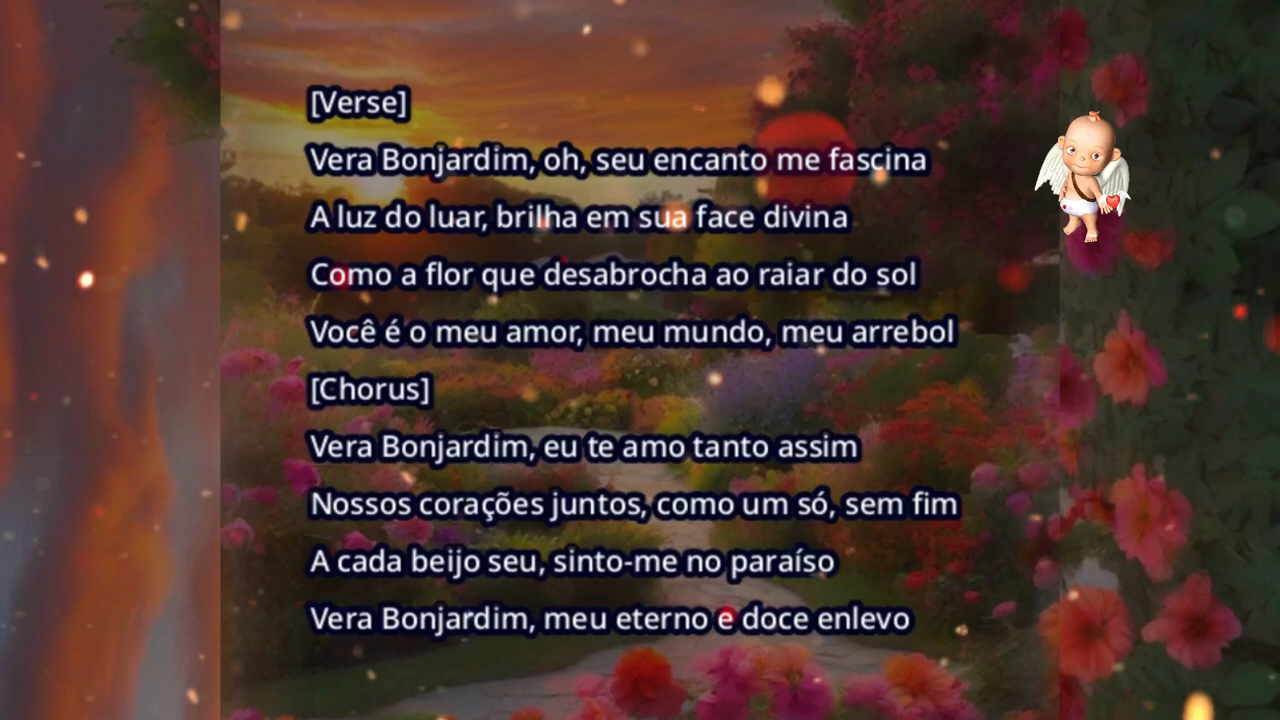 [Verse]
Vera Bonjardim, oh, seu encanto me fascina
A luz do luar, brilha em sua face divina
Como a flor que desabrocha ao raiar do sol
Você é o meu amor, meu mundo, meu arrebol
[Chorus]
Vera Bonjardim, eu te amo tanto assim
Nossos corações juntos, como um só, sem fim
A cada beijo seu, sinto-me no paraíso
Vera Bonjardim, meu eterno e doce enlevo